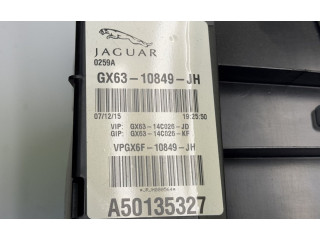 JAGUAR
0259A
GX63-10849-JH
07/12/15 19:25:50
VIP: GX63-14C026-JD
GIP: GX63-14C026-KF
VPGX6F-10849-JH
A50135327